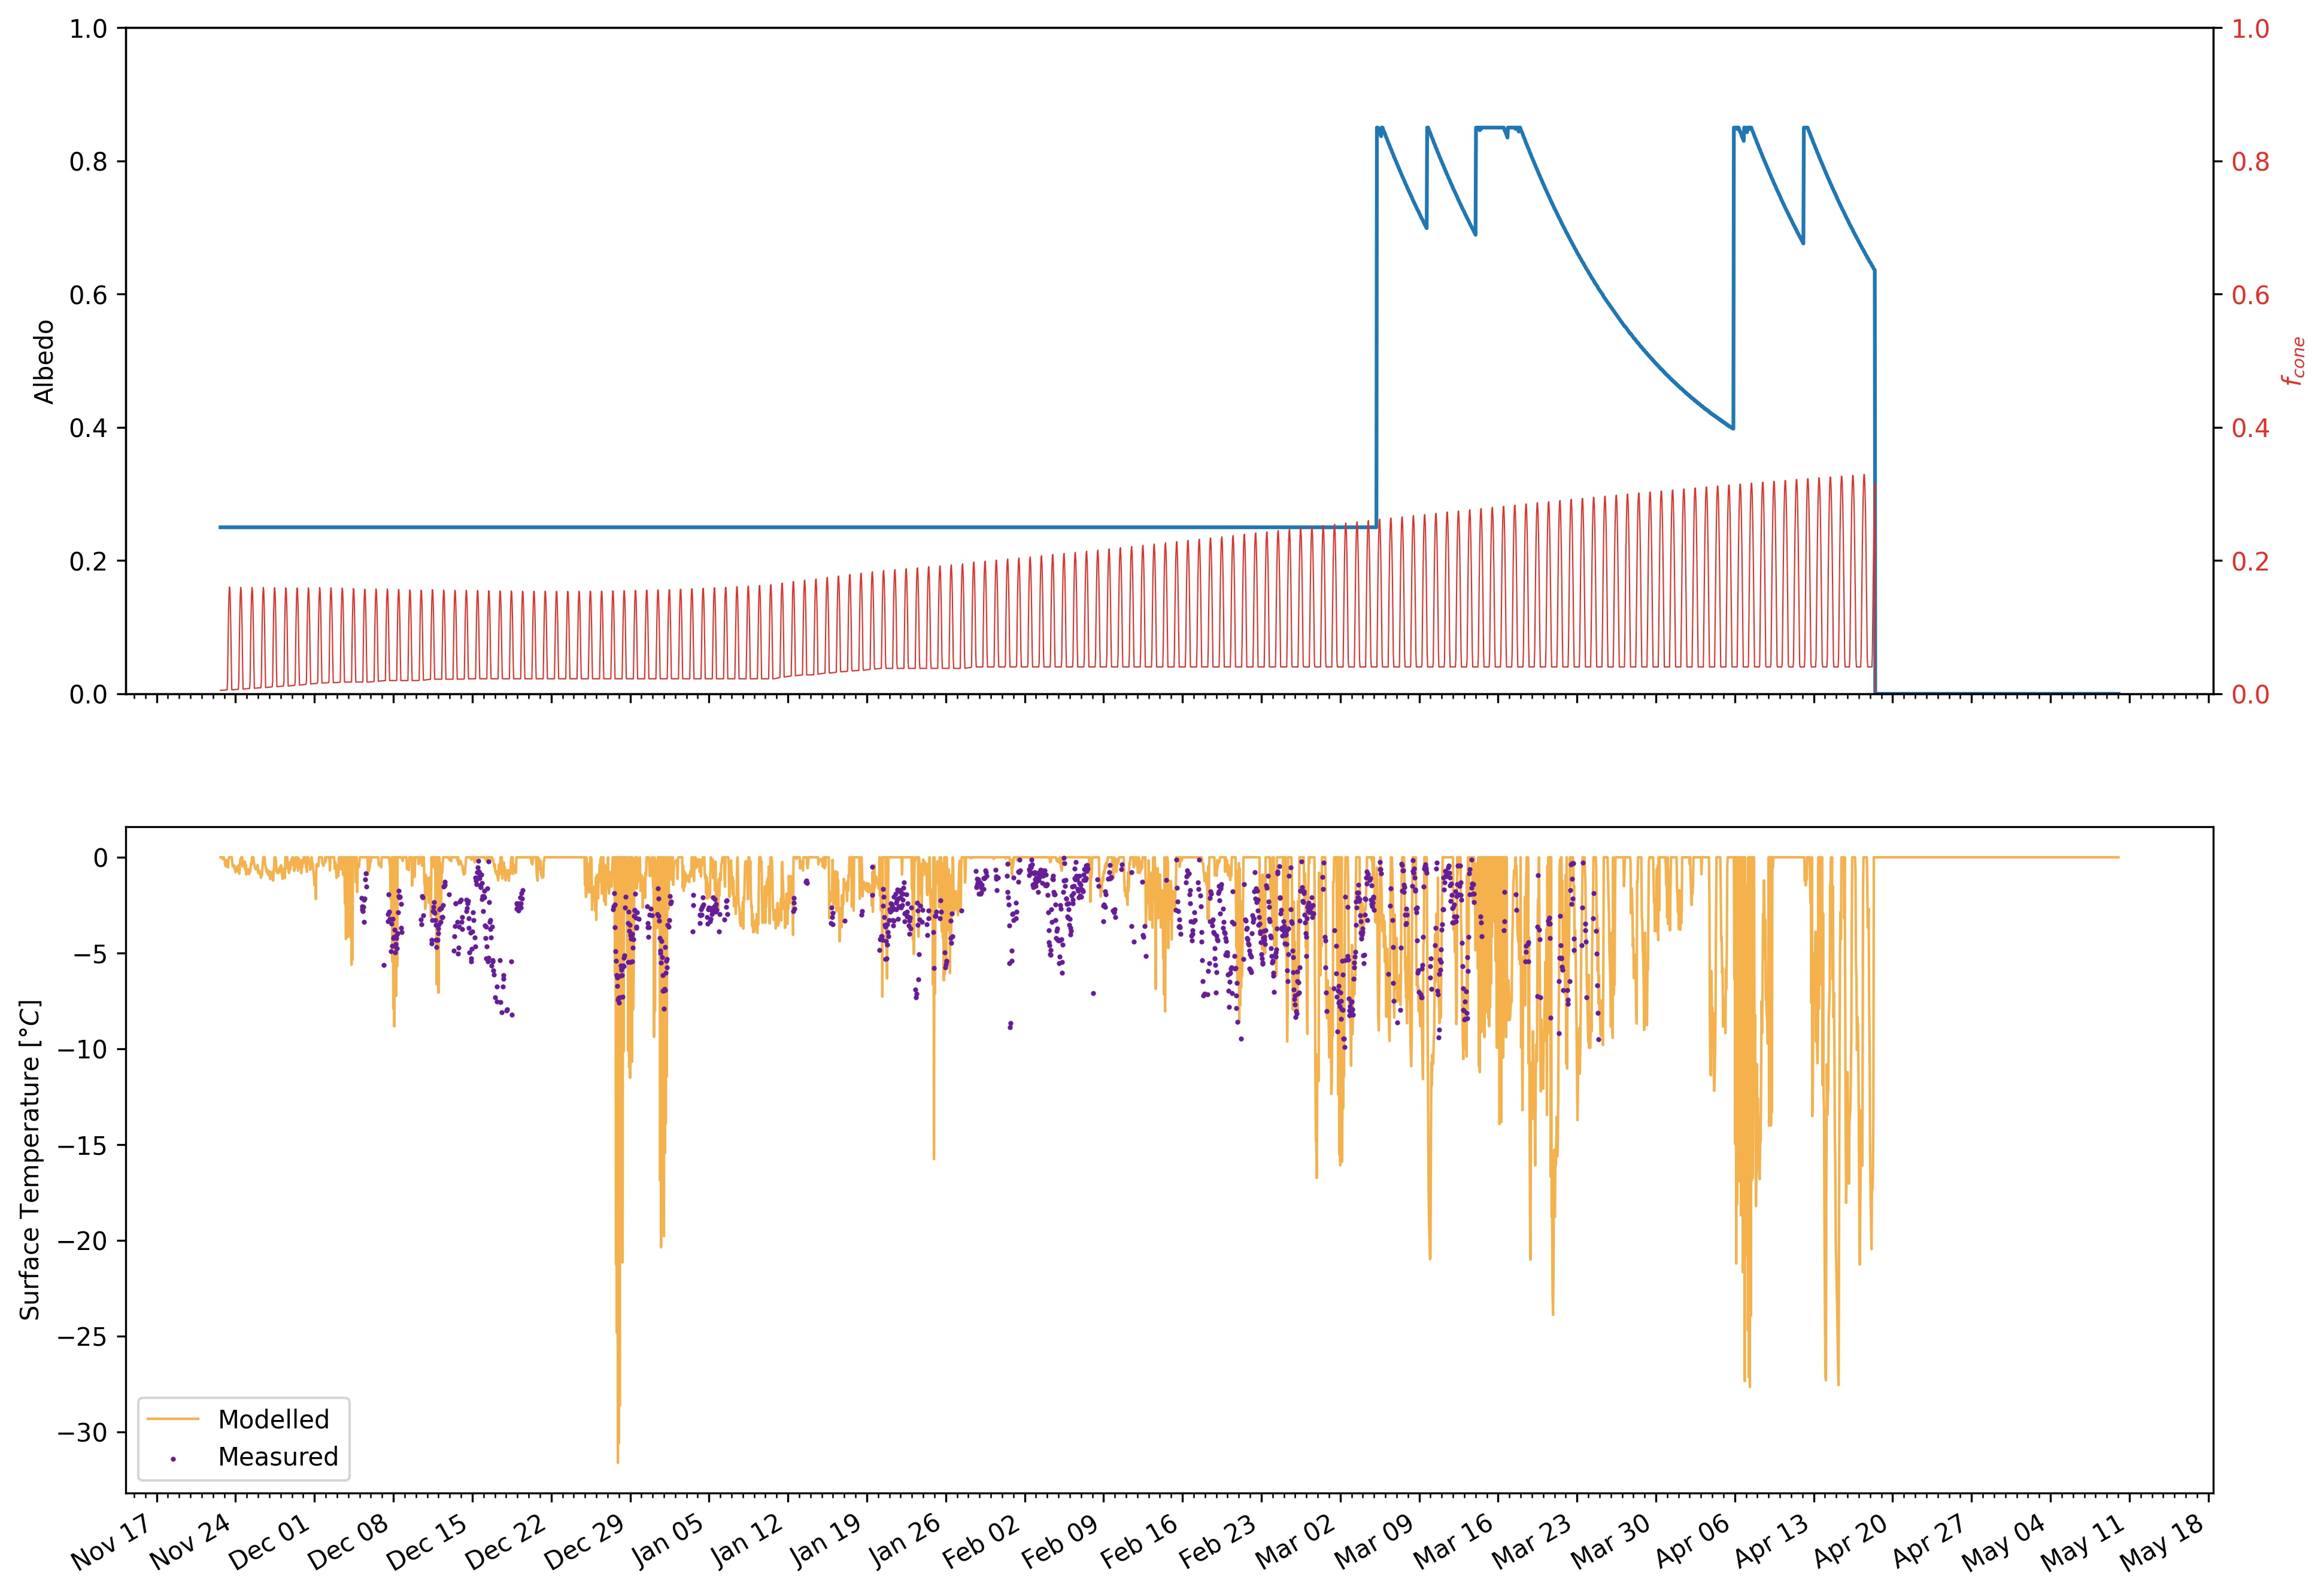 1.0
0.8
0.6
0.4
0.2
0.0
Albedo
1.0
0.8
0.6
0.4
0.2
0.0
f_cone
0
−5
−10
−15
−20
−25
−30
Surface Temperature [°C]
Modelled
Measured
Nov 17
Nov 24
Dec 01
Dec 08
Dec 15
Dec 22
Dec 29
Jan 05
Jan 12
Jan 19
Jan 26
Feb 02
Feb 09
Feb 16
Feb 23
Mar 02
Mar 09
Mar 16
Mar 23
Mar 30
Apr 06
Apr 13
Apr 20
Apr 27
May 04
May 11
May 18